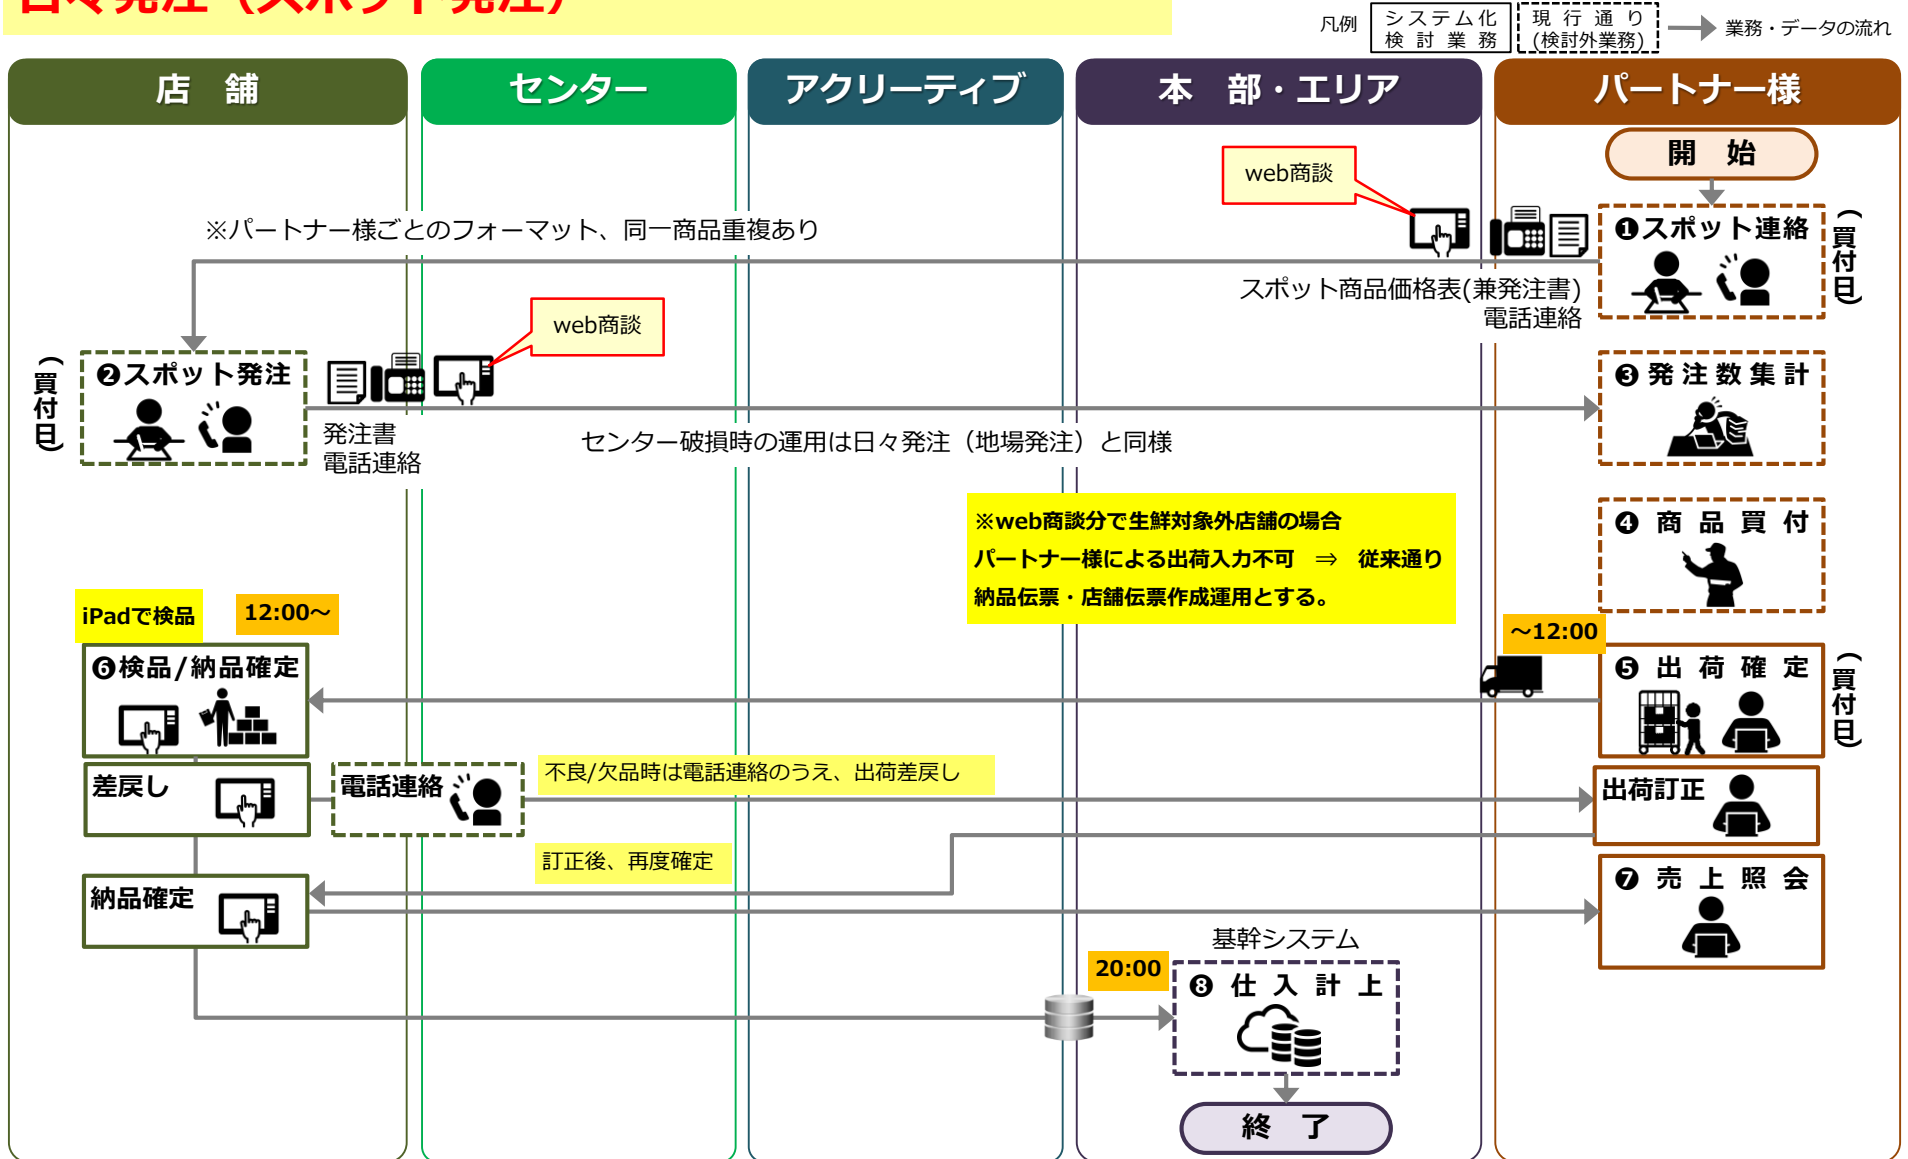 日々発注（スポット発注）
凡例
システム化
検討業務
現行通り
(検討外業務)
業務・データの流れ
店　舗
センター
アクリーティブ
本　部・エリア
パートナー様
開　始
web商談
※パートナー様ごとのフォーマット、同一商品重複あり
❶スポット連絡
（買付日）
スポット商品価格表(兼発注書)
電話連絡
web商談
（買付日）
❷スポット発注
❸発注数集計
発注書
電話連絡
センター破損時の運用は日々発注（地場発注）と同様
※web商談分で生鮮対象外店舗の場合
パートナー様による出荷入力不可　⇒　従来通り
納品伝票・店舗伝票作成運用とする。
❹商品買付
iPadで検品
12:00～
～12:00
❻検品/納品確定
❺出荷確定
（買付日）
差戻し
電話連絡
不良/欠品時は電話連絡のうえ、出荷差戻し
出荷訂正
訂正後、再度確定
納品確定
❼売上照会
基幹システム
20:00
❽仕入計上
終　了